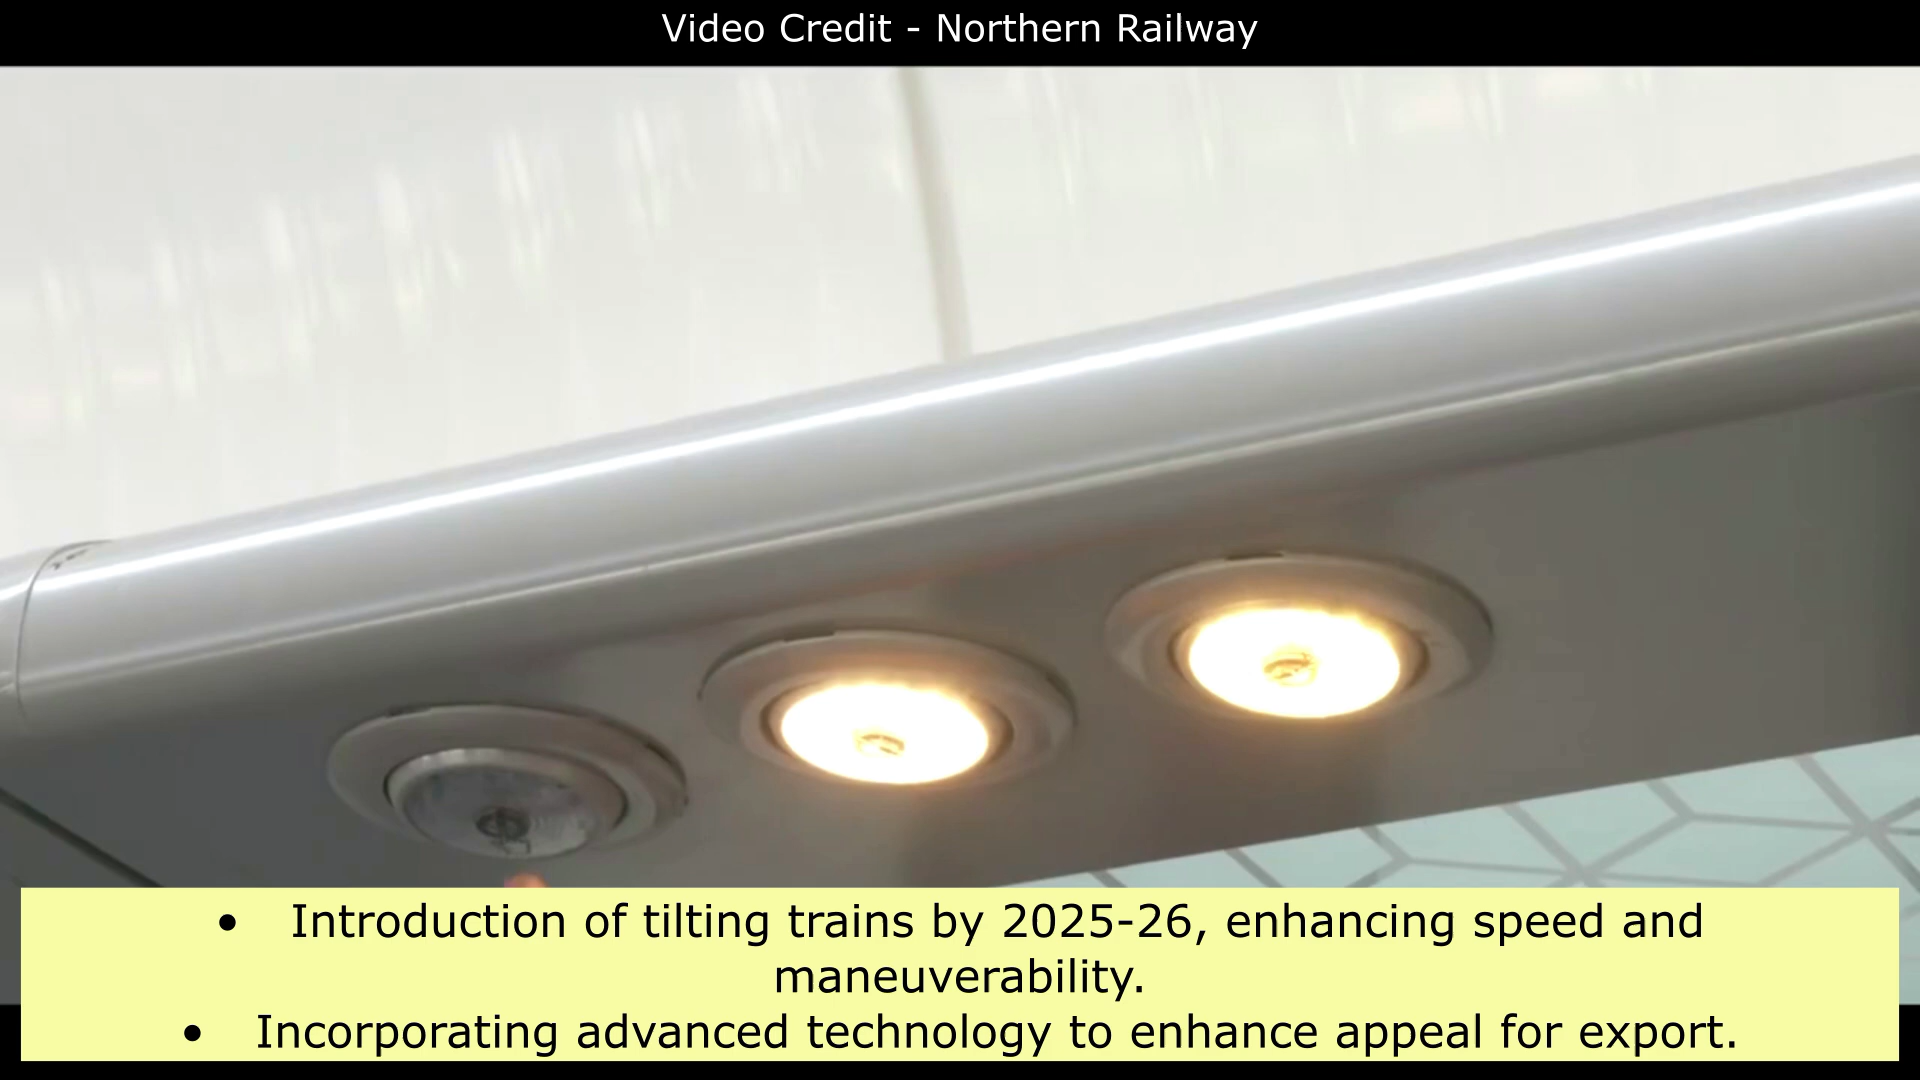 Video Credit - Northern Railway
• Introduction of tilting trains by 2025-26, enhancing speed and
maneuverability.
• Incorporating advanced technology to enhance appeal for export.